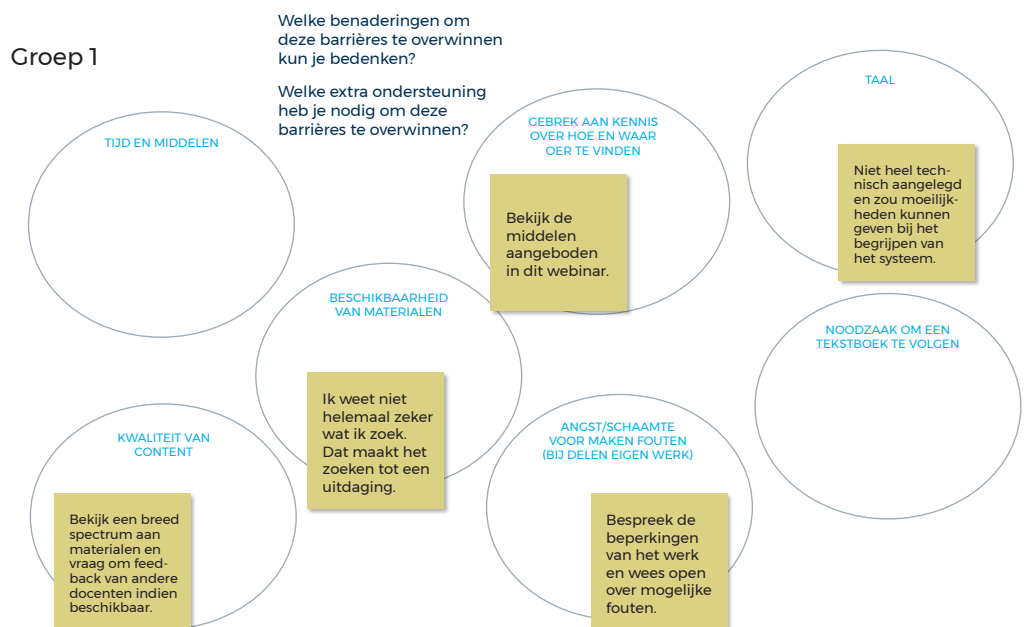 Groep 1
Welke benaderingen om
deze barrières te overwinnen
kun je bedenken?
Welke extra ondersteuning
heb je nodig om deze
barrières te overwinnen?
TIJD EN MIDDELEN
GEBREK AAN KENNIS
OVER HOE EN WAAR
OER TE VINDEN
Bekijk de
middelen
aangeboden
in dit webinar.
TAAL
Niet heel tech-
nisch aangelegd
en zou moeilijk-
heden kunnen
geven bij het
begrijpen van
het systeem.
BESCHIKBAARHEID
VAN MATERIALEN
Ik weet niet
helemaal zeker
wat ik zoek.
Dat maakt het
zoeken tot een
uitdaging.
NOODZAAK OM EEN
TEKSTBOEK TE VOLGEN
KWALITEIT VAN
CONTENT
Bekijk een breed
spectrum aan
materialen en
vraag om feed-
back van andere
docenten indien
beschikbaar.
ANGST/SCHAAMTE
VOOR MAKEN FOUTEN
(BIJ DELEN EIGEN WERK)
Bespreek de
beperkingen
van het werk
en wees open
over mogelijke
fouten.